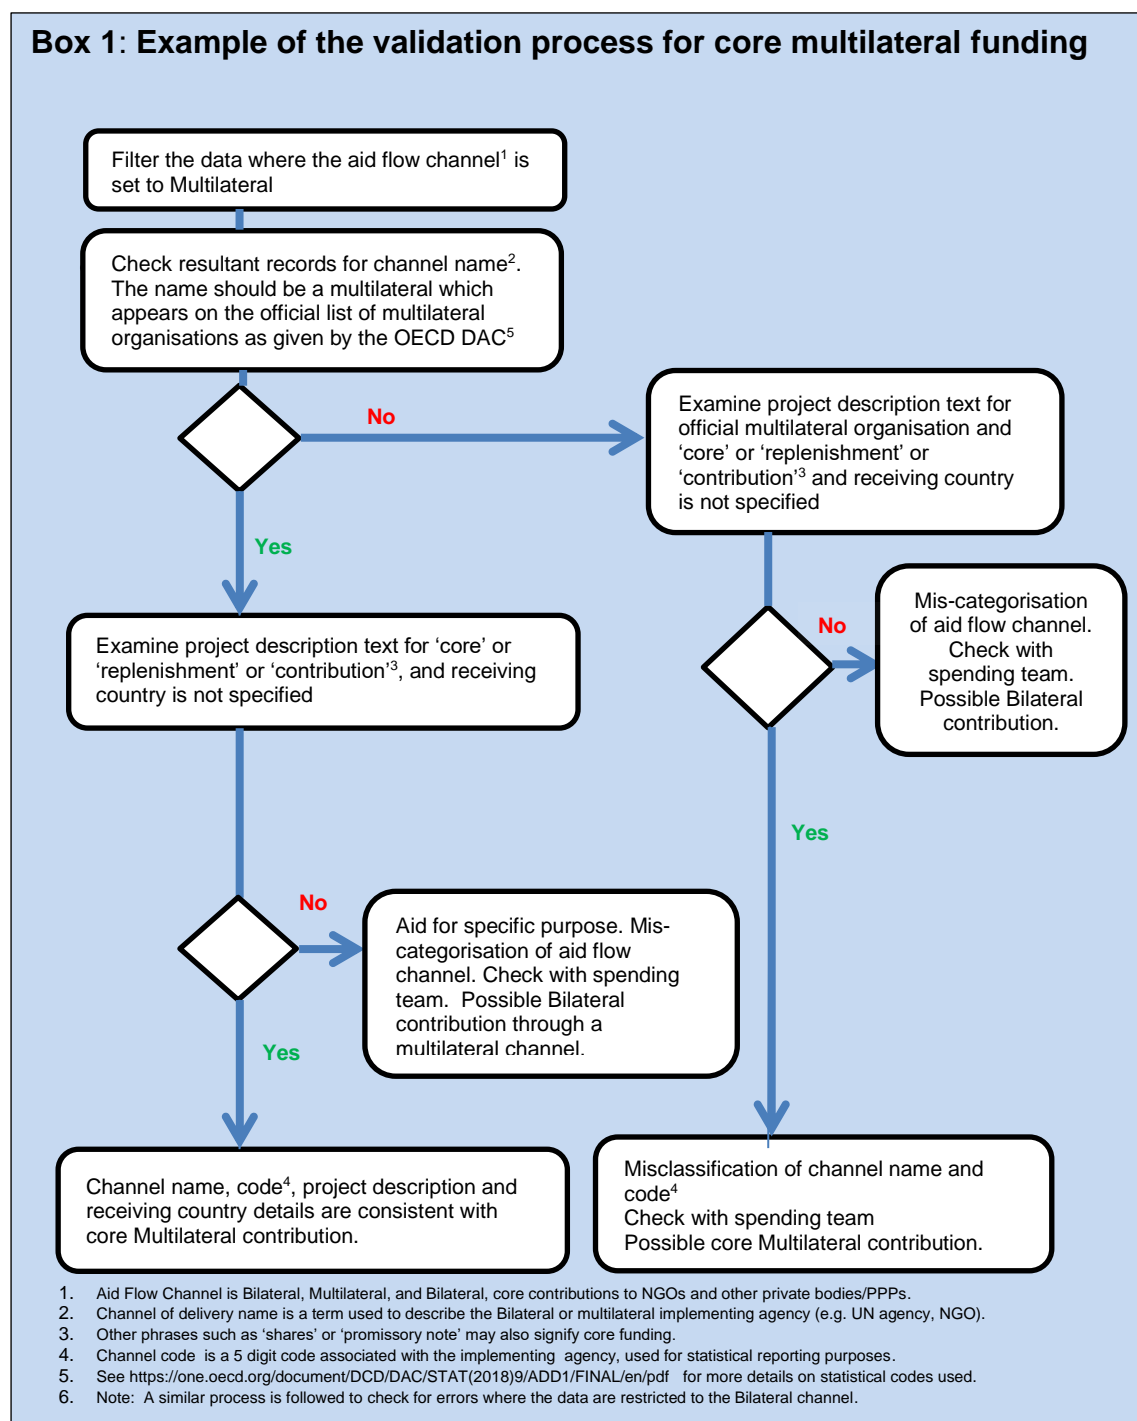 Box 1: Example of the validation process for core multilateral funding
Filter the data where the aid flow channel¹ is
set to Multilateral
Check resultant records for channel name².
The name should be a multilateral which
appears on the official list of multilateral
organisations as given by the OECD DAC⁵
No
Examine project description text for
official multilateral organisation and
‘core’ or ‘replenishment’ or
‘contribution’³ and receiving country
is not specified
Yes
Examine project description text for ‘core’ or
‘replenishment’ or ‘contribution’³, and receiving
country is not specified
No
Mis-categorisation
of aid flow channel.
Check with
spending team.
Possible Bilateral
contribution.
Yes
No
Aid for specific purpose. Mis-
categorisation of aid flow
channel. Check with spending
team.  Possible Bilateral
contribution through a
multilateral channel.
Yes
Channel name, code⁴, project description and
receiving country details are consistent with
core Multilateral contribution.
Misclassification of channel name and
code⁴
Check with spending team
Possible core Multilateral contribution.
1. Aid Flow Channel is Bilateral, Multilateral, and Bilateral, core contributions to NGOs and other private bodies/PPPs.
2. Channel of delivery name is a term used to describe the Bilateral or multilateral implementing agency (e.g. UN agency, NGO).
3. Other phrases such as ‘shares’ or ‘promissory note’ may also signify core funding.
4. Channel code  is a 5 digit code associated with the implementing  agency, used for statistical reporting purposes.
5. See https://one.oecd.org/document/DCD/DAC/STAT(2018)9/ADD1/FINAL/en/pdf   for more details on statistical codes used.
6. Note:  A similar process is followed to check for errors where the data are restricted to the Bilateral channel.